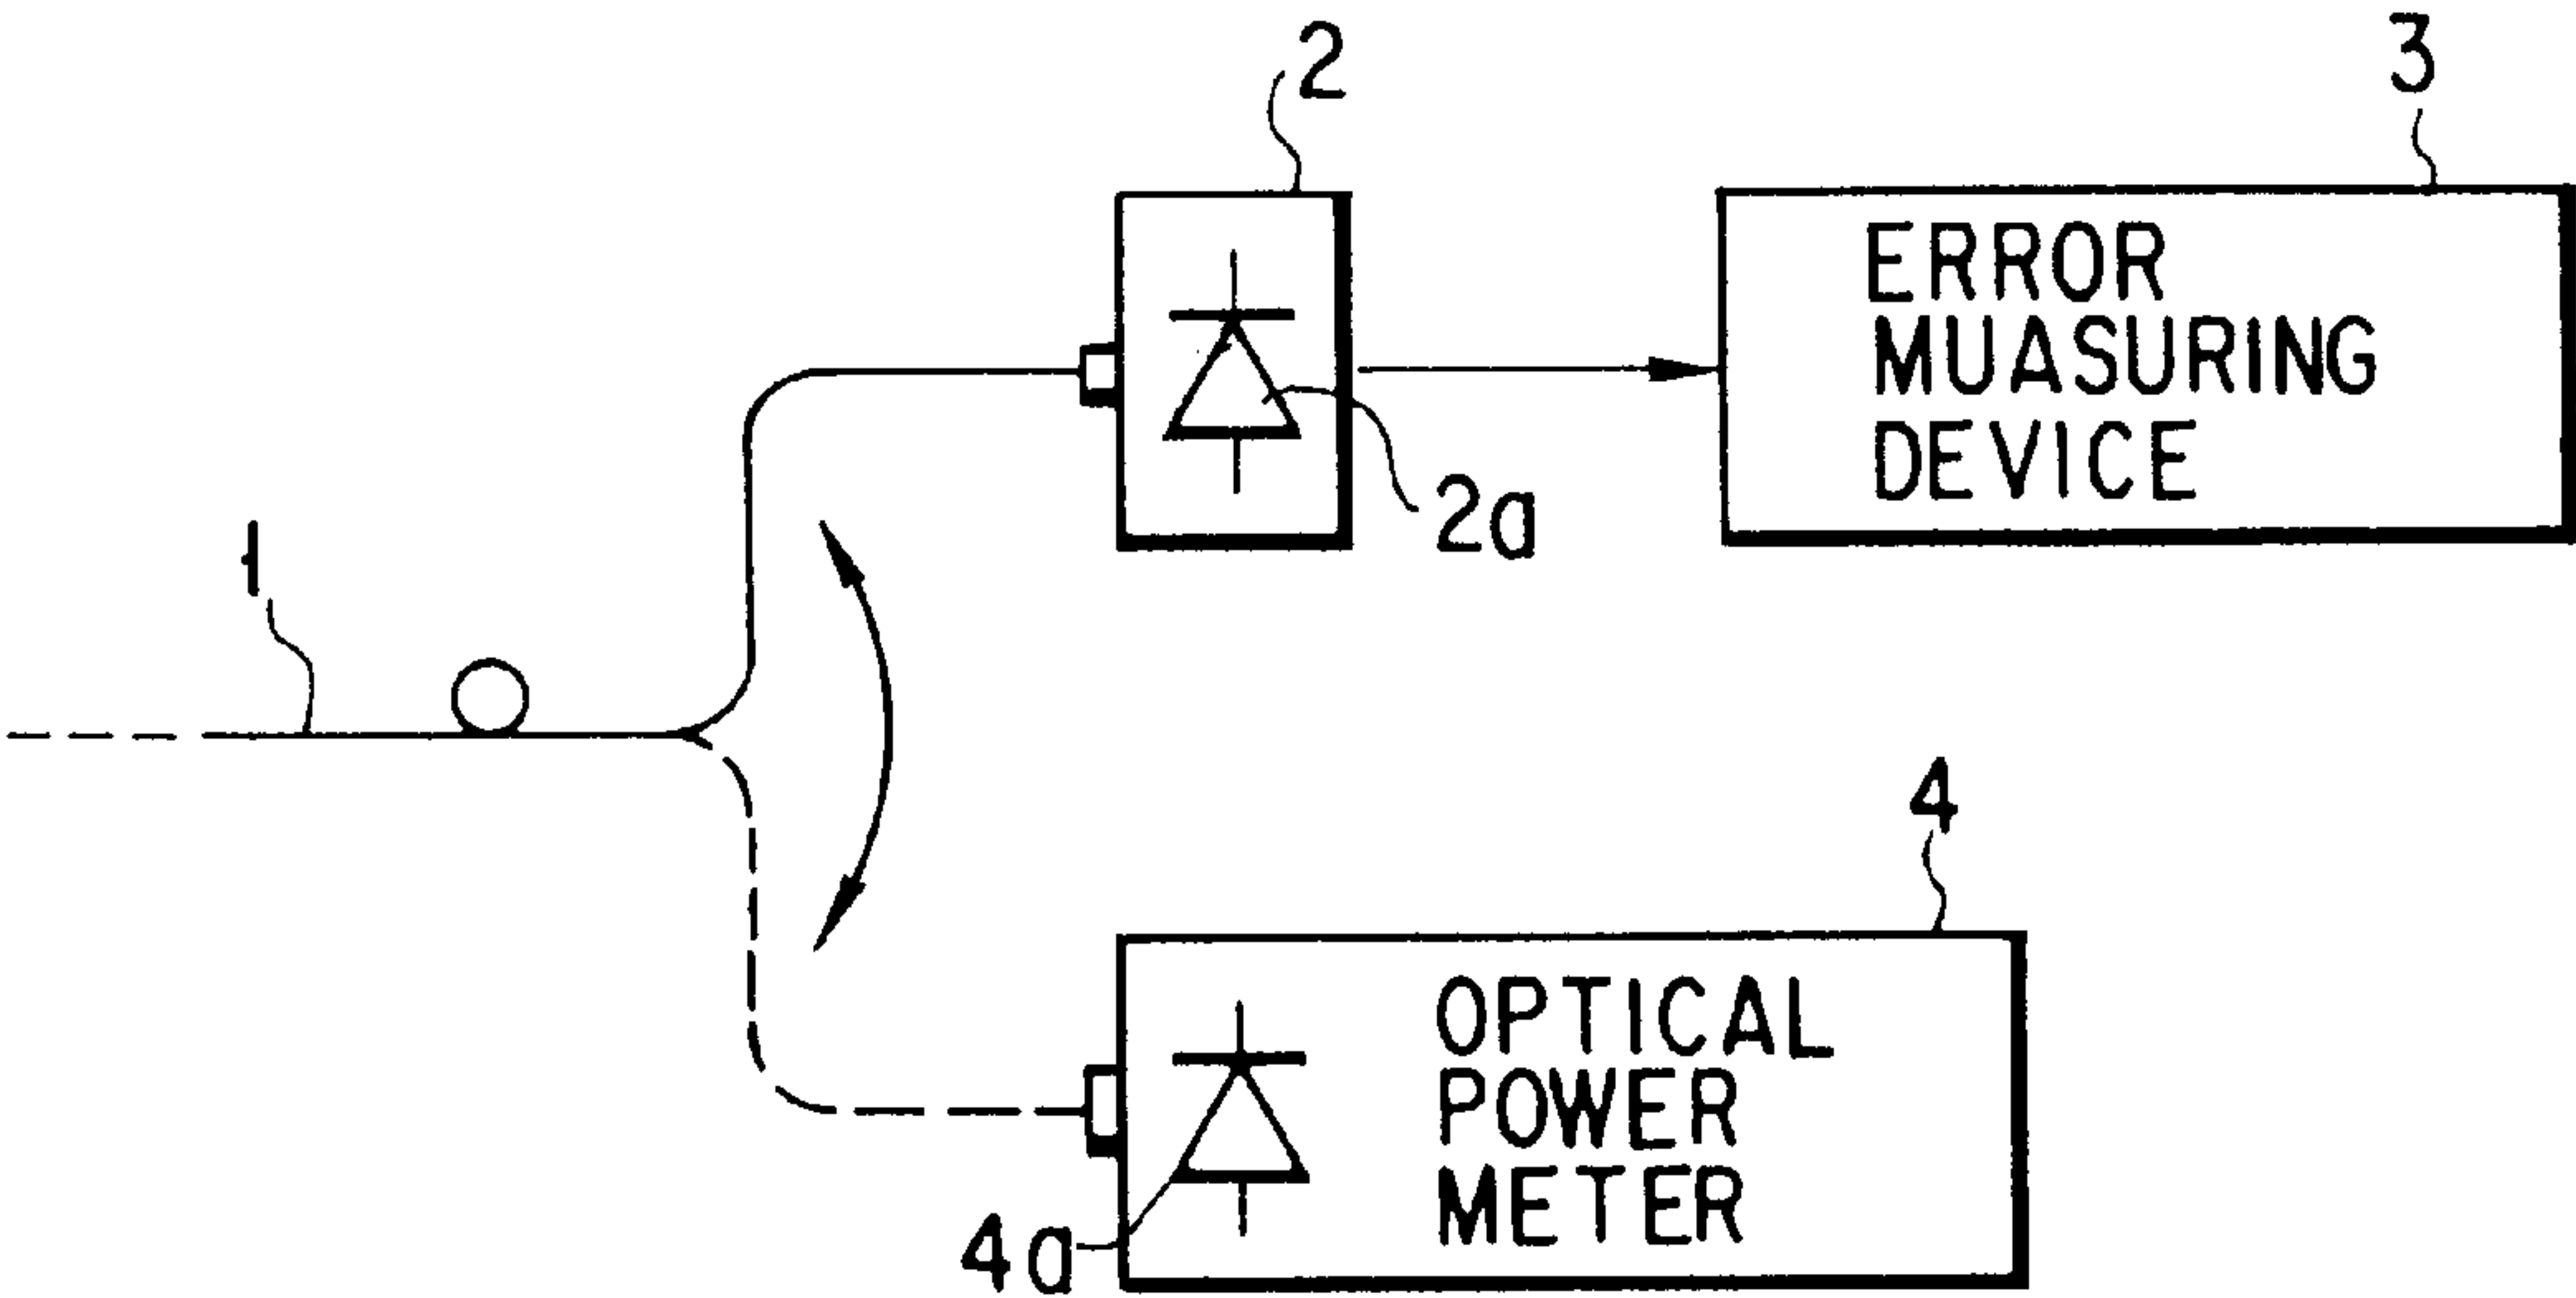 2
3
ERROR
MUASURING
DEVICE
2a
1
4
OPTICAL
POWER
METER
4a